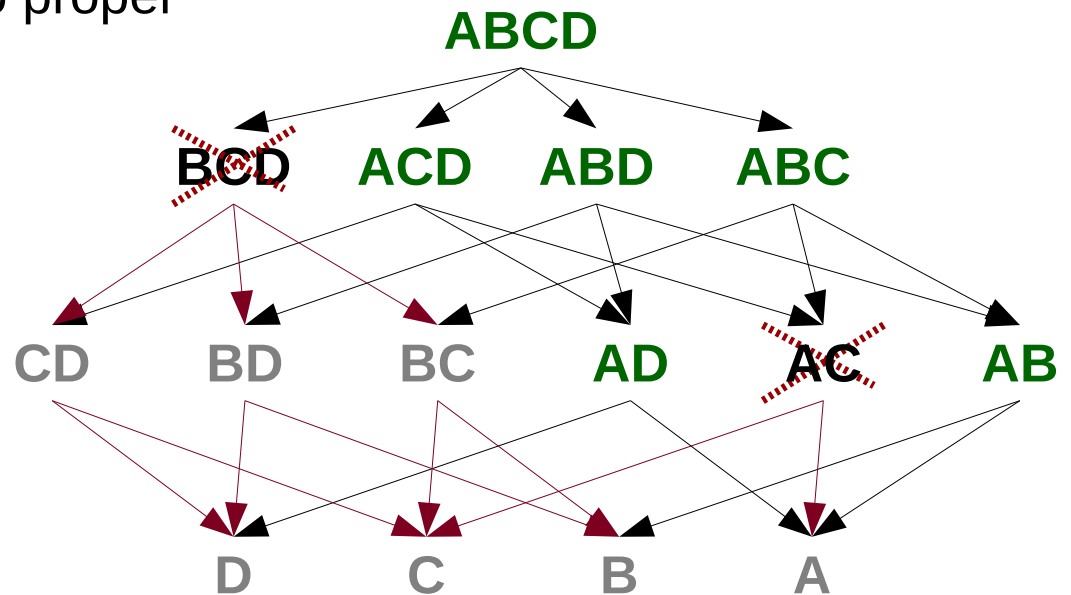 proper
ABCD
BCD ACD ABD ABC
CD BD BC AD AC AB
D C B A